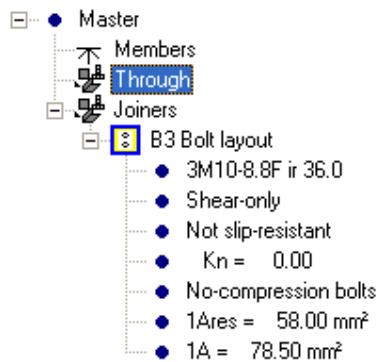 Master
Members
Through
Joiners
B3 Bolt layout
3M10-8.8F ir 36.0
Shear-only
Not slip-resistant
Kn = 0.00
No-compression bolts
1Ares = 58.00 mm²
1A = 78.50 mm²